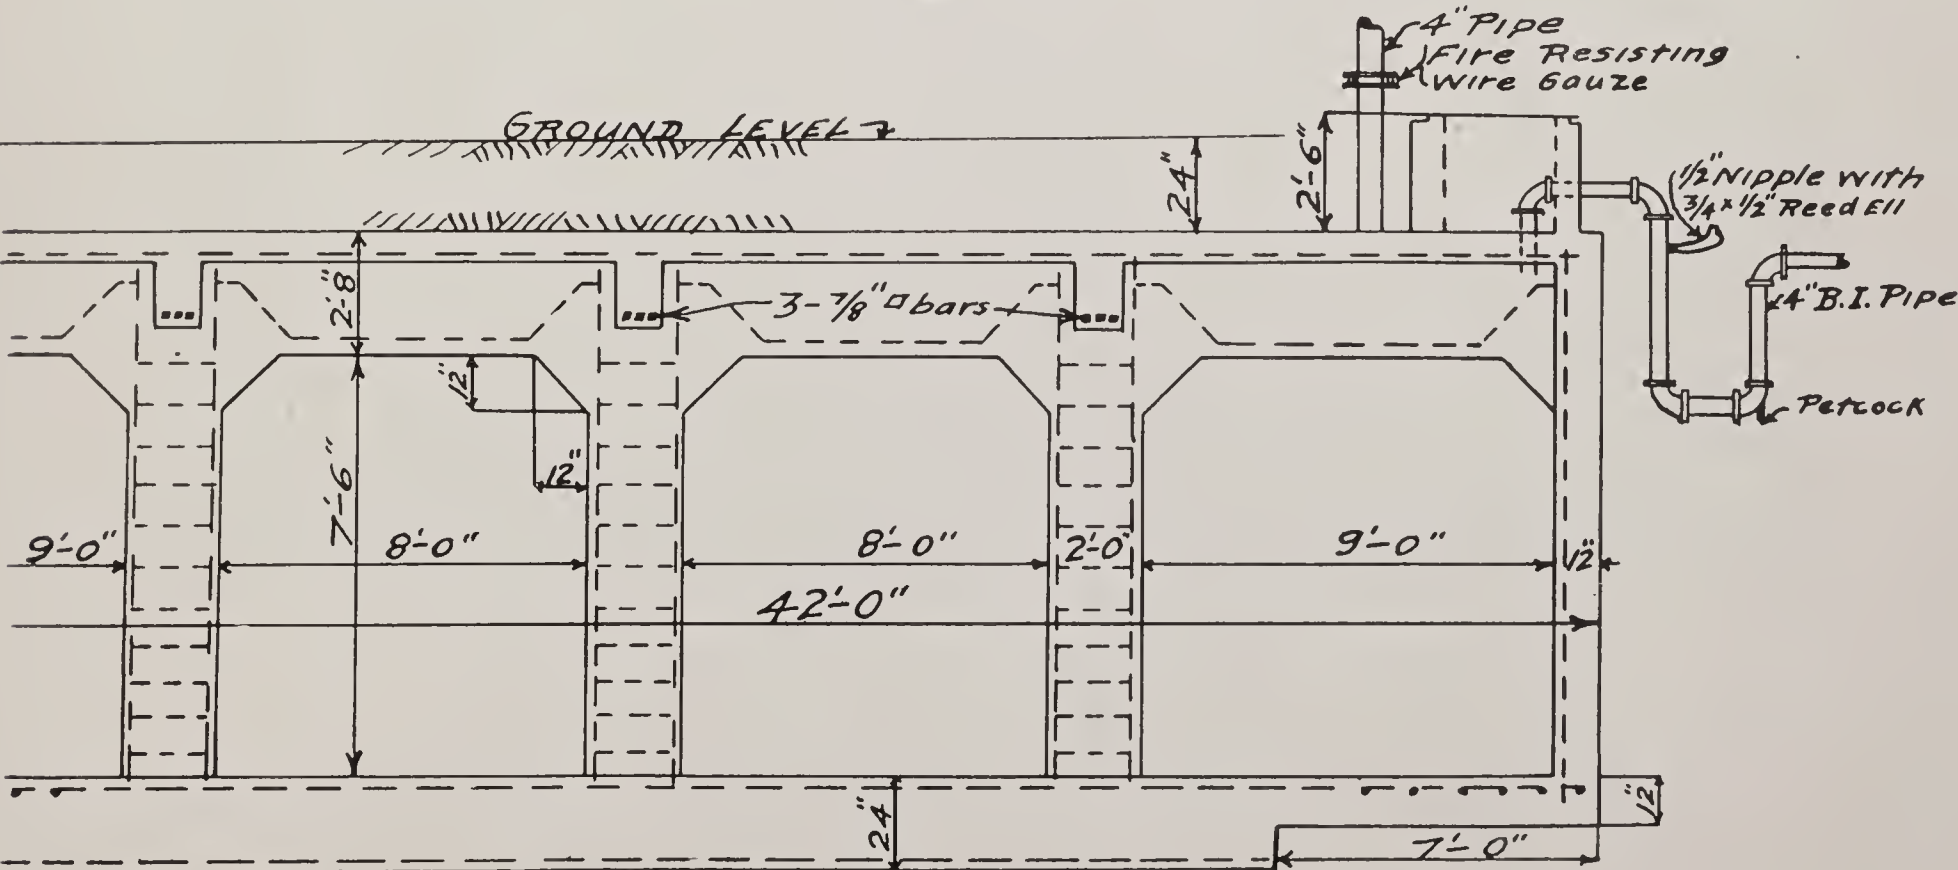 4" Pipe
Fire Resisting
Wire Gauze
GROUND LEVEL
24"
2'-6"
1/2" Nipple with
3/4 x 1/2" Reed Ell
2'-8"
3-7/8" □ bars
4" B.I. Pipe
12"
Petcock
7'-6"
12"
9'-0"
8'-0"
8'-0"
2'-0"
9'-0"
12"
42'-0"
24"
12"
7'-0"